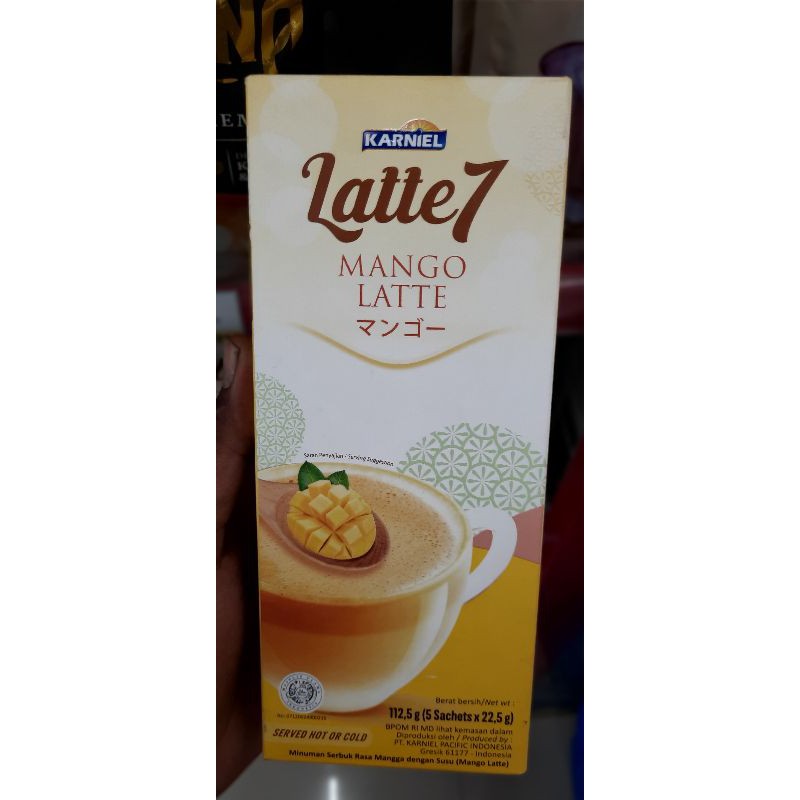 KARNIEL
Latte7
MANGO
LATTE
マンゴー
Saran Penyajian / Serving Suggestion
Berat bersih/Net wt :
112,5 g (5 Sachets x 22,5 g)
BPOM RI MD lihat kemasan dalam
Diproduksi oleh / Produced by :
PT. KARNIEL PACIFIC INDONESIA
Gresik 61177 - Indonesia
SERVED HOT OR COLD
Minuman Serbuk Rasa Mangga dengan Susu (Mango Latte)